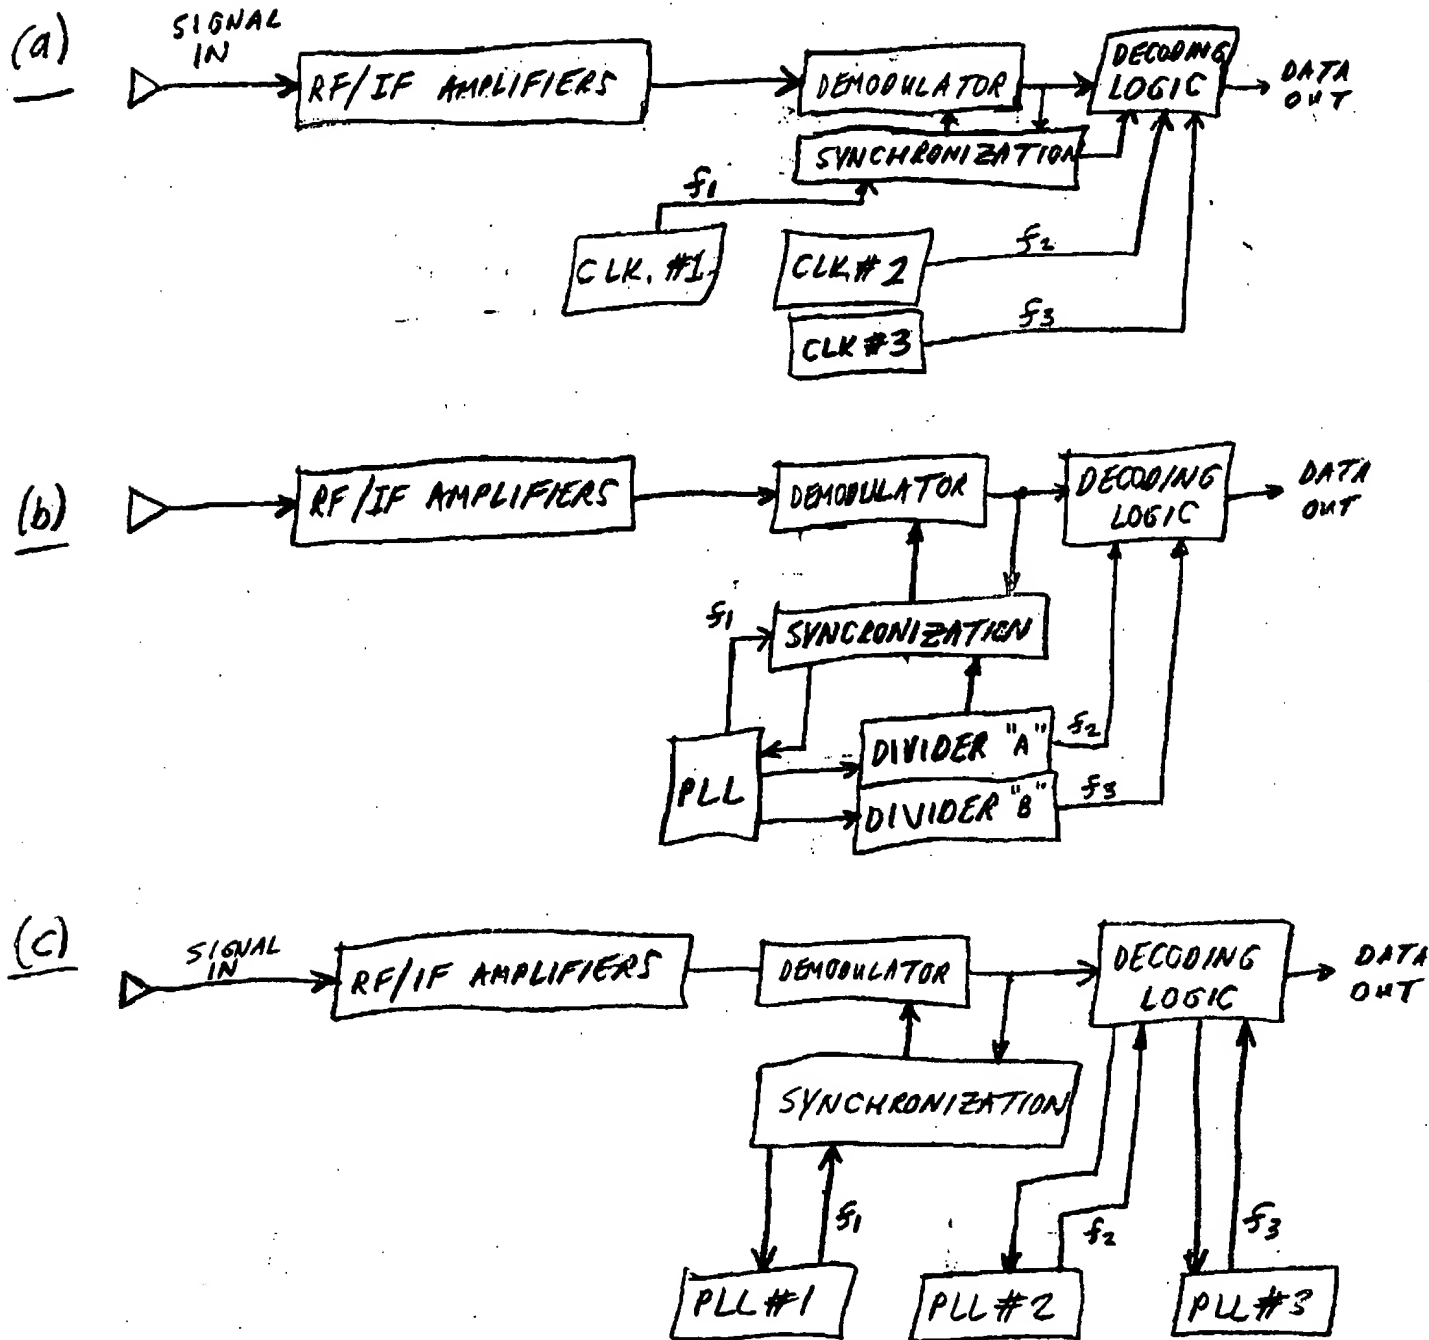 (a)
SIGNAL
IN
RF/IF AMPLIFIERS
DEMODULATOR
DECODING
LOGIC
DATA
OUT
SYNCHRONIZATION
f1
CLK. #1
CLK #2
f2
CLK #3
f3
(b)
RF/IF AMPLIFIERS
DEMODULATOR
DECODING
LOGIC
DATA
OUT
f1
SYNCRONIZATION
PLL
DIVIDER "A"
f2
DIVIDER "B"
f3
(c)
SIGNAL
IN
RF/IF AMPLIFIERS
DEMODULATOR
DECODING
LOGIC
DATA
OUT
SYNCHRONIZATION
f1
f2
f3
PLL #1
PLL #2
PLL #3